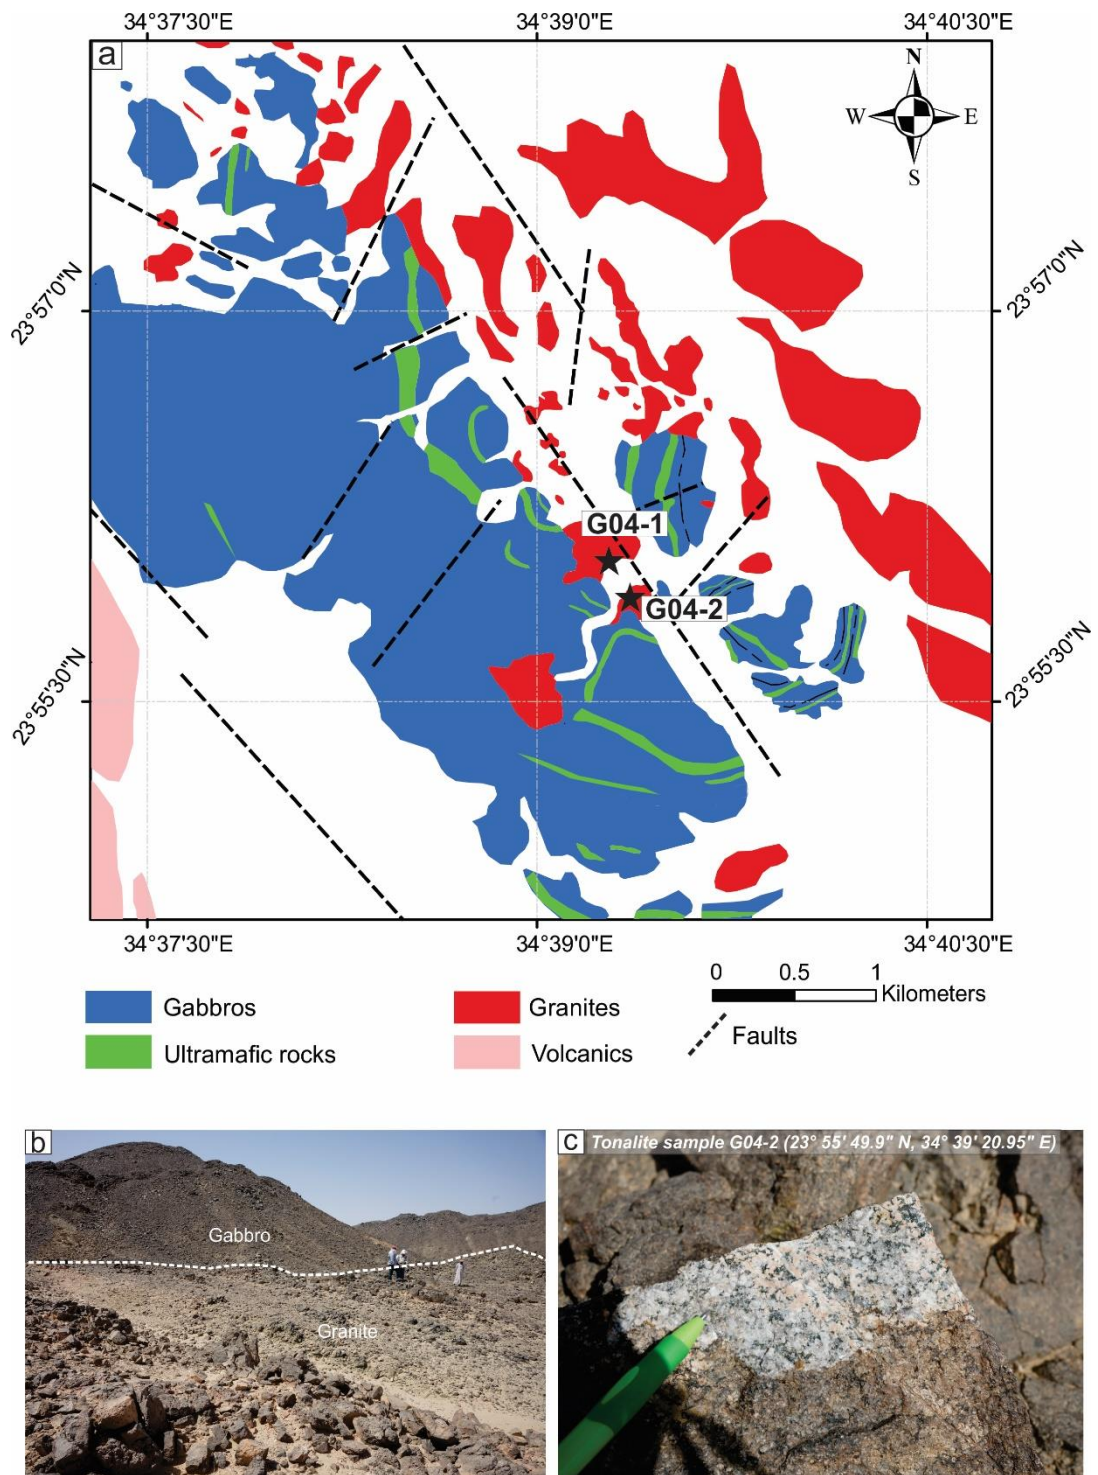 34°37'30"E 34°39'0"E 34°40'30"E
a
N
W E
S
23°57'0"N 23°57'0"N
G04-1
G04-2
23°55'30"N 23°55'30"N
34°37'30"E 34°39'0"E 34°40'30"E
0 0.5 1
Kilometers
Gabbros Granites
Ultramafic rocks Volcanics
Faults
b
Gabbro
Granite
c Tonalite sample G04-2 (23° 55' 49.9" N, 34° 39' 20.95" E)